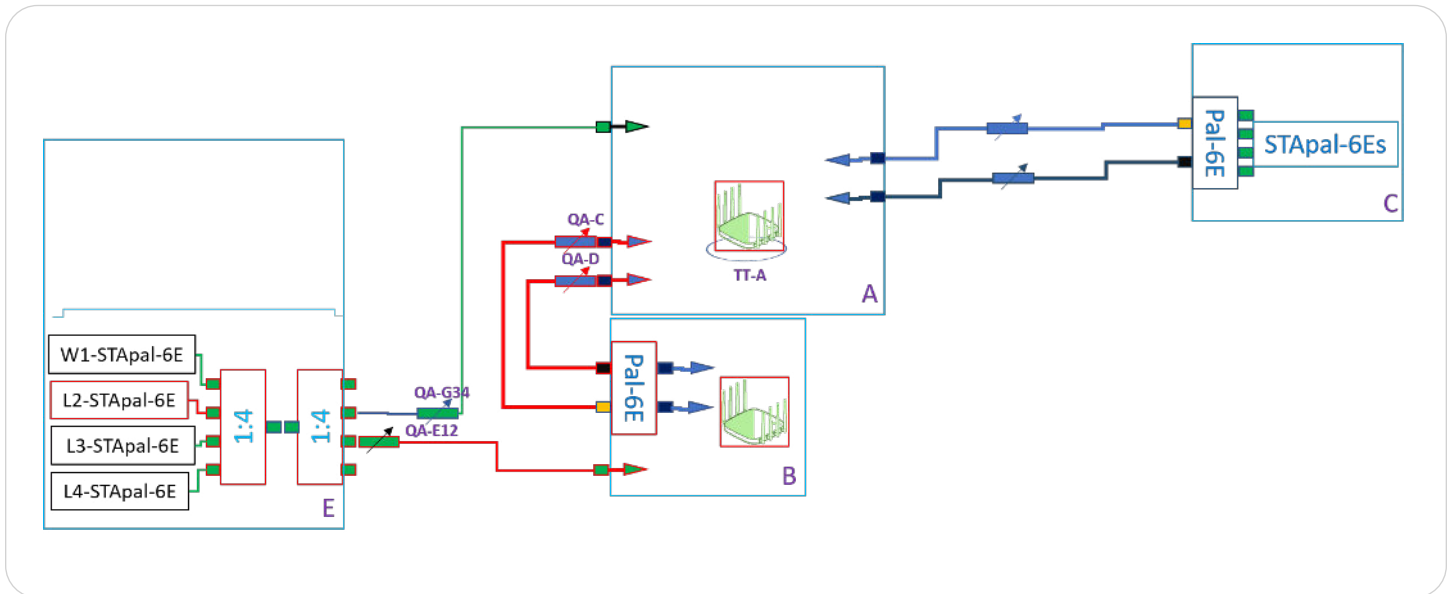 W1-STApal-6E
L2-STApal-6E
L3-STApal-6E
L4-STApal-6E
1:4
1:4
E
QA-G34
QA-E12
QA-C
QA-D
TT-A
A
Pal-6E
B
Pal-6E
STApal-6Es
C